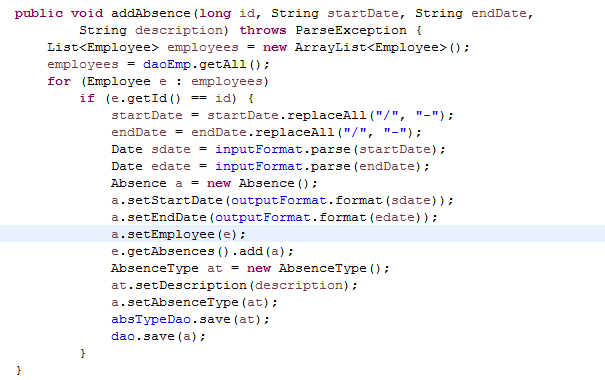 public void addAbsence(long id, String startDate, String endDate,
        String description) throws ParseException {
    List<Employee> employees = new ArrayList<Employee>();
    employees = daoEmp.getAll();
    for (Employee e : employees)
        if (e.getId() == id) {
            startDate = startDate.replaceAll("/", "-");
            endDate = endDate.replaceAll("/", "-");
            Date sdate = inputFormat.parse(startDate);
            Date edate = inputFormat.parse(endDate);
            Absence a = new Absence();
            a.setStartDate(outputFormat.format(sdate));
            a.setEndDate(outputFormat.format(edate));
            a.setEmployee(e);
            e.getAbsences().add(a);
            AbsenceType at = new AbsenceType();
            at.setDescription(description);
            a.setAbsenceType(at);
            absTypeDao.save(at);
            dao.save(a);
        }
}